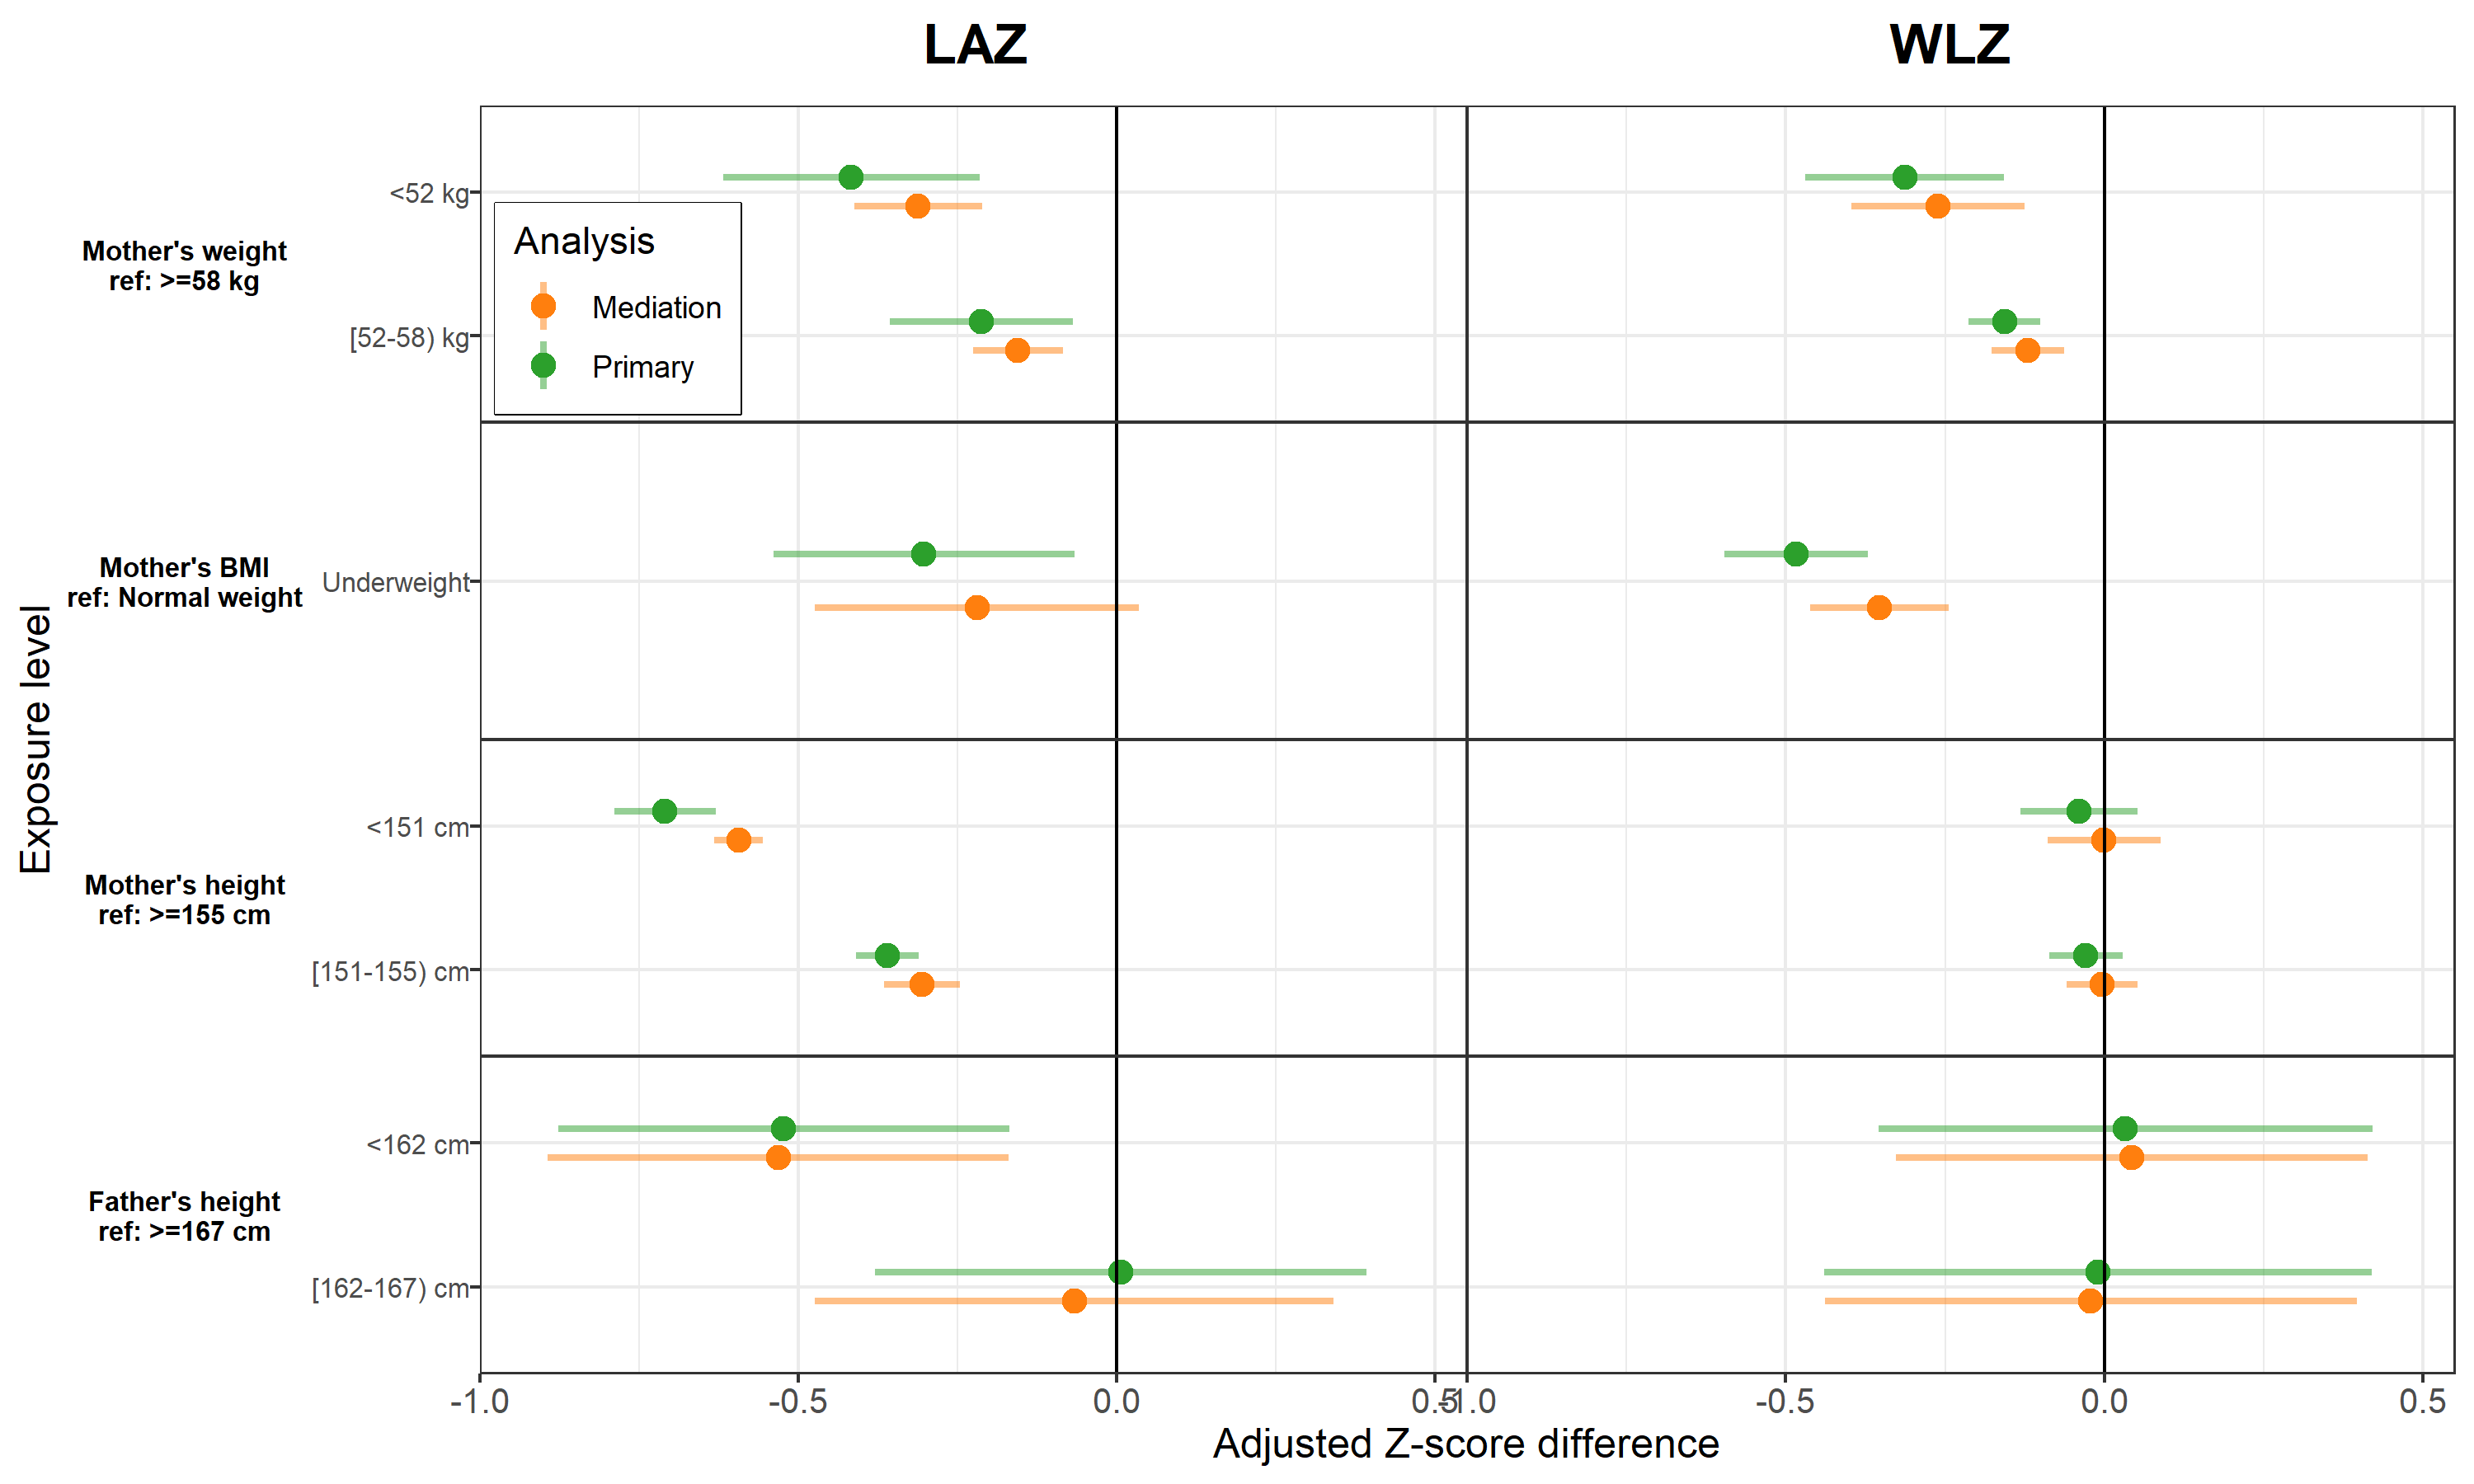 LAZ
WLZ
Exposure level
Mother's weight
ref: >=58 kg
<52 kg
[52-58) kg
Analysis
Mediation
Primary
Mother's BMI
ref: Normal weight
Underweight
Mother's height
ref: >=155 cm
<151 cm
[151-155) cm
Father's height
ref: >=167 cm
<162 cm
[162-167) cm
-1.0 -0.5 0.0 0.5 -1.0 -0.5 0.0 0.5
Adjusted Z-score difference